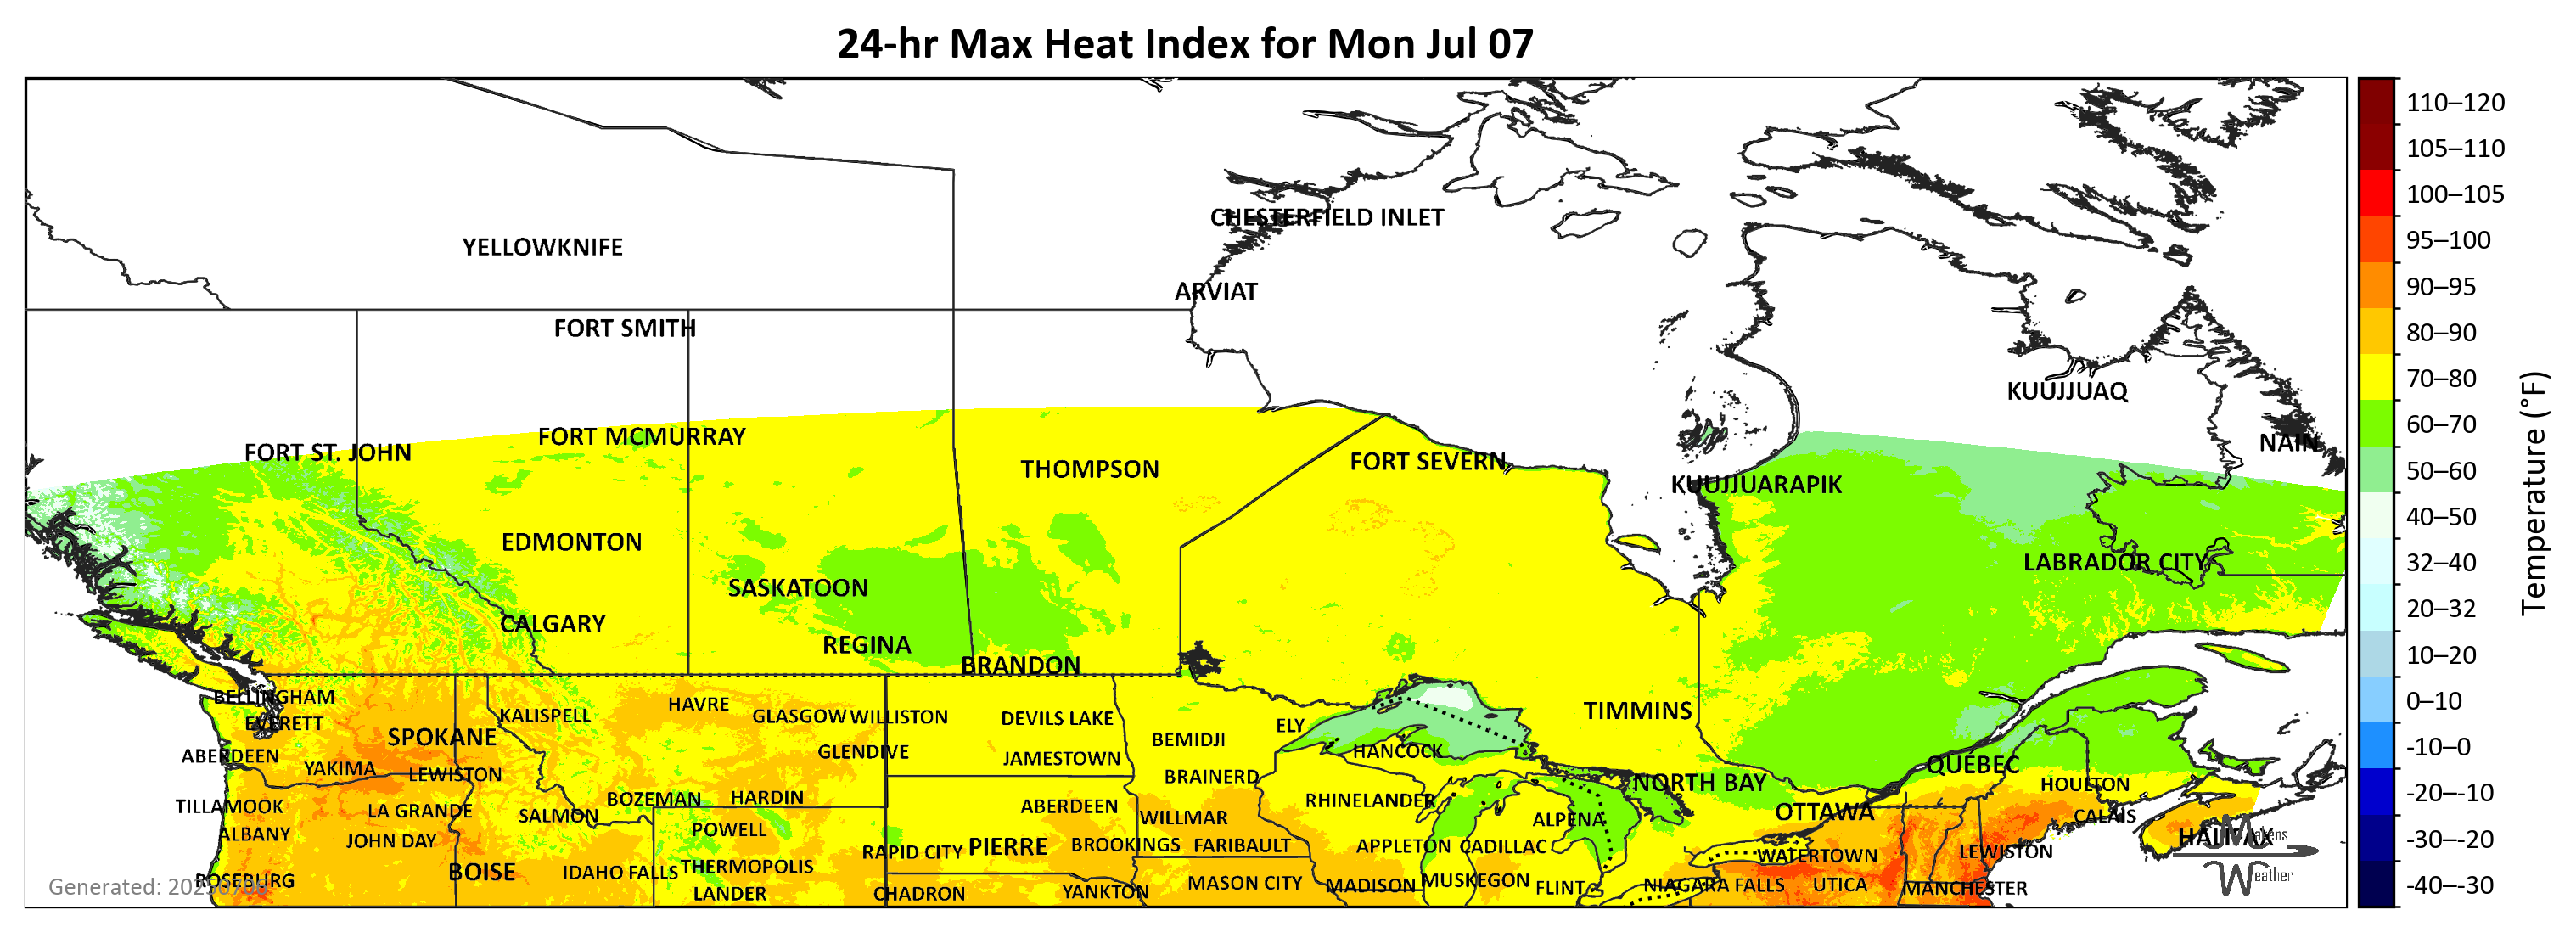 24-hr Max Heat Index for Mon Jul 07
CHESTERFIELD INLET
YELLOWKNIFE
ARVIAT
FORT SMITH
KUUJJUAQ
FORT MCMURRAY
NAIN
FORT ST. JOHN
FORT SEVERN
THOMPSON
KUUJJUARAPIK
EDMONTON
LABRADOR CITY
SASKATOON
CALGARY
REGINA
BRANDON
BELLINGHAM
HAVRE
TIMMINS
KALISPELL
GLASGOW
WILLISTON
DEVILS LAKE
EVERETT
ELY
SPOKANE
BEMIDJI
GLENDIVE
HANCOCK
ABERDEEN
JAMESTOWN
QUÉBEC
YAKIMA
LEWISTON
BRAINERD
NORTH BAY
HOULTON
BOZEMAN
HARDIN
RHINELANDER
TILLAMOOK
LA GRANDE
ABERDEEN
OTTAWA
SALMON
WILLMAR
ALPENA
CALAIS
POWELL
ALBANY
HALIFAX
JOHN DAY
PIERRE
BROOKINGS
FARIBAULT
APPLETON
CADILLAC
RAPID CITY
LEWISTON
WATERTOWN
BOISE
IDAHO FALLS
THERMOPOLIS
ROSEBURG
MUSKEGON
MASON CITY
MADISON
FLINT
NIAGARA FALLS
UTICA
MANCHESTER
LANDER
CHADRON
YANKTON
Weather
110–120
105–110
100–105
95–100
90–95
80–90
70–80
60–70
50–60
40–50
32–40
20–32
10–20
0–10
-10–0
-20–-10
-30–-20
-40–-30
Temperature (°F)